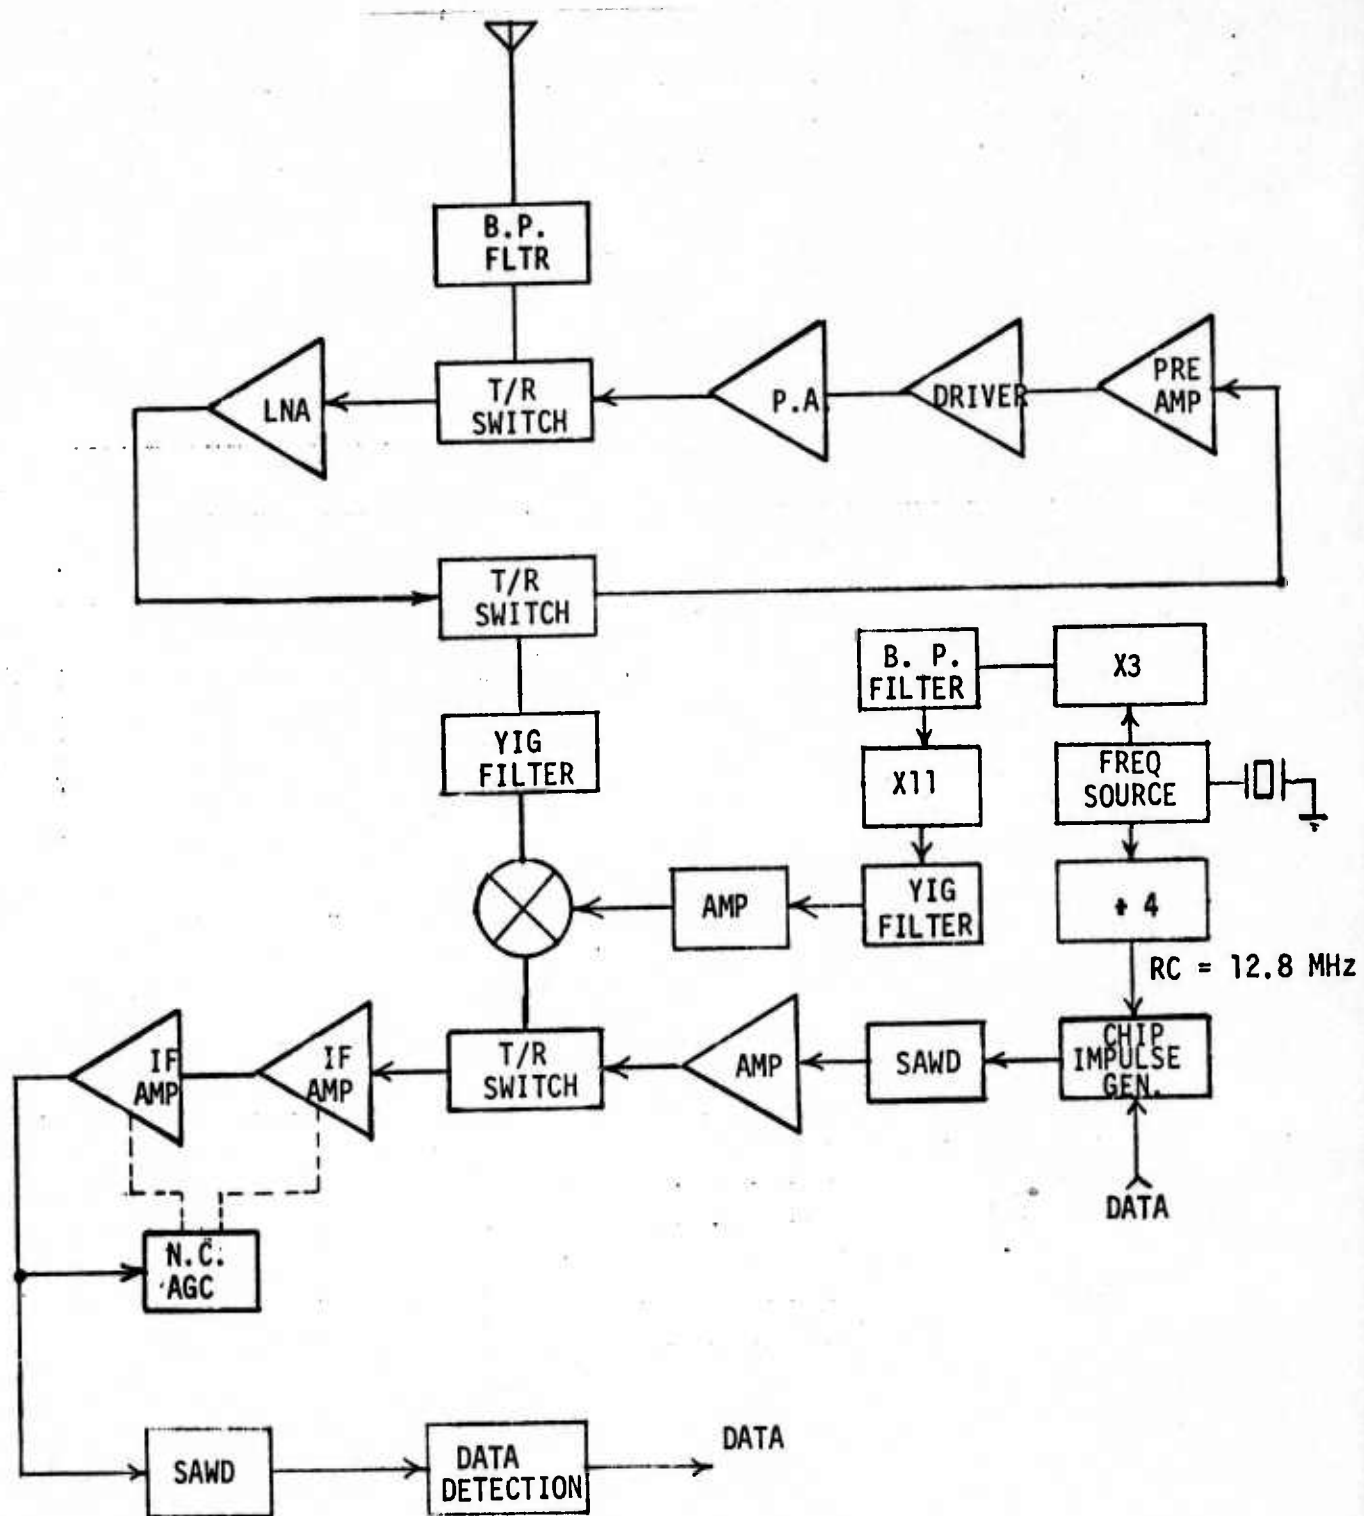 B.P.
FLTR
LNA
T/R
SWITCH
P.A.
DRIVER
PRE
AMP
T/R
SWITCH
B. P.
FILTER
X3
YIG
FILTER
X11
FREQ
SOURCE
AMP
YIG
FILTER
÷ 4
RC = 12.8 MHz
IF
AMP
IF
AMP
T/R
SWITCH
AMP
SAWD
CHIP
IMPULSE
GEN.
DATA
N.C.
AGC
SAWD
DATA
DETECTION
DATA